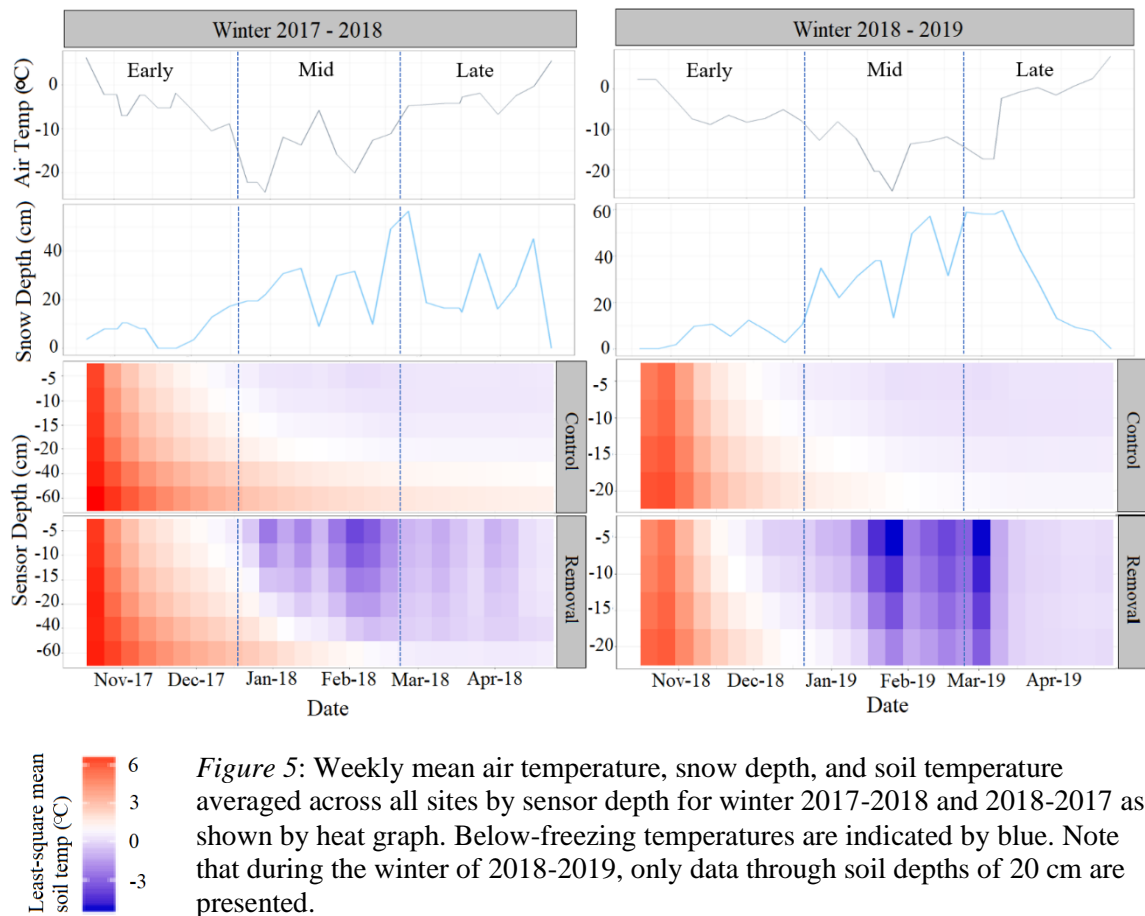 Winter 2017 - 2018
Winter 2018 - 2019
Air Temp (°C)
0
-10
-20
Early
Mid
Late
0
-10
-20
Early
Mid
Late
Snow Depth (cm)
40
20
0
60
40
20
0
Sensor Depth (cm)
-5
-10
-15
-20
-40
-60
Control
-5
-10
-15
-20
Control
-5
-10
-15
-20
-40
-60
Removal
-5
-10
-15
-20
Removal
Nov-17 Dec-17 Jan-18 Feb-18 Mar-18 Apr-18
Date
Nov-18 Dec-18 Jan-19 Feb-19 Mar-19 Apr-19
Date
Least-square mean
soil temp (°C)
6
3
0
-3
Figure 5: Weekly mean air temperature, snow depth, and soil temperature
averaged across all sites by sensor depth for winter 2017-2018 and 2018-2017 as
shown by heat graph. Below-freezing temperatures are indicated by blue. Note
that during the winter of 2018-2019, only data through soil depths of 20 cm are
presented.